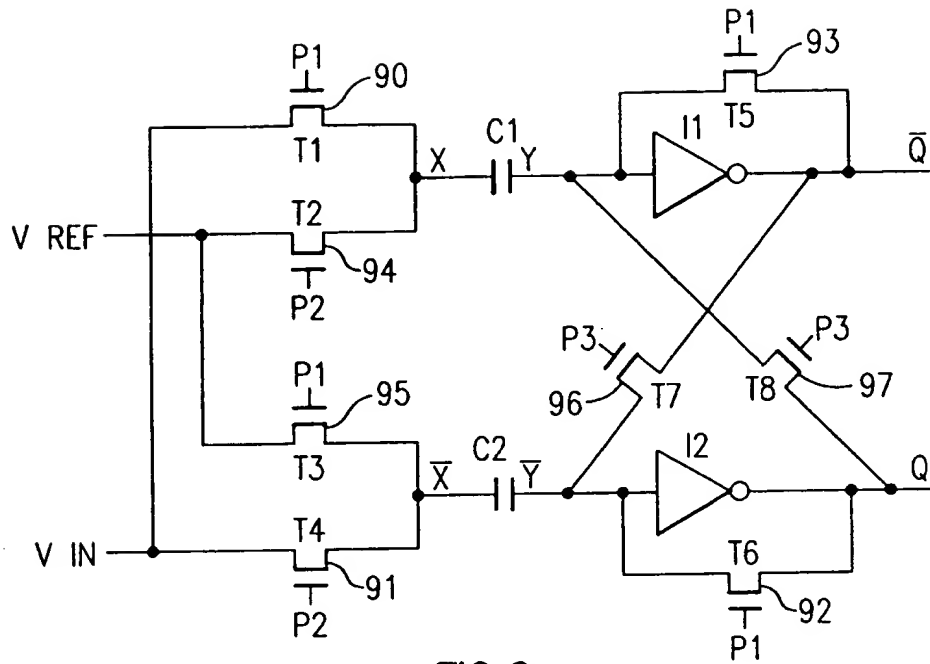 P1
93
P1
90
T5
C1
I1
Q̅
T1
X
Y
T2
V REF
94
P2
P3
P3
P1
95
96
T7
T8
97
I2
C2
T3
X̅
Y̅
Q
T4
V IN
T6
91
92
P2
P1